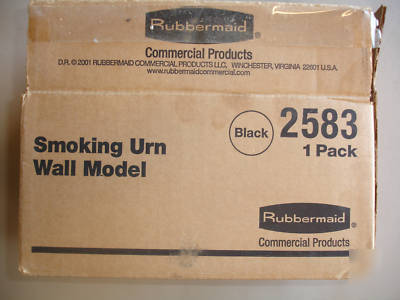 Rubbermaid
Commercial Products
D.R. © 2001 RUBBERMAID COMMERCIAL PRODUCTS LLC, WINCHESTER, VIRGINIA 22601 U.S.A.
www.rubbermaidcommercial.com
Smoking Urn
Wall Model
Black
2583
1 Pack
Rubbermaid
Commercial Products